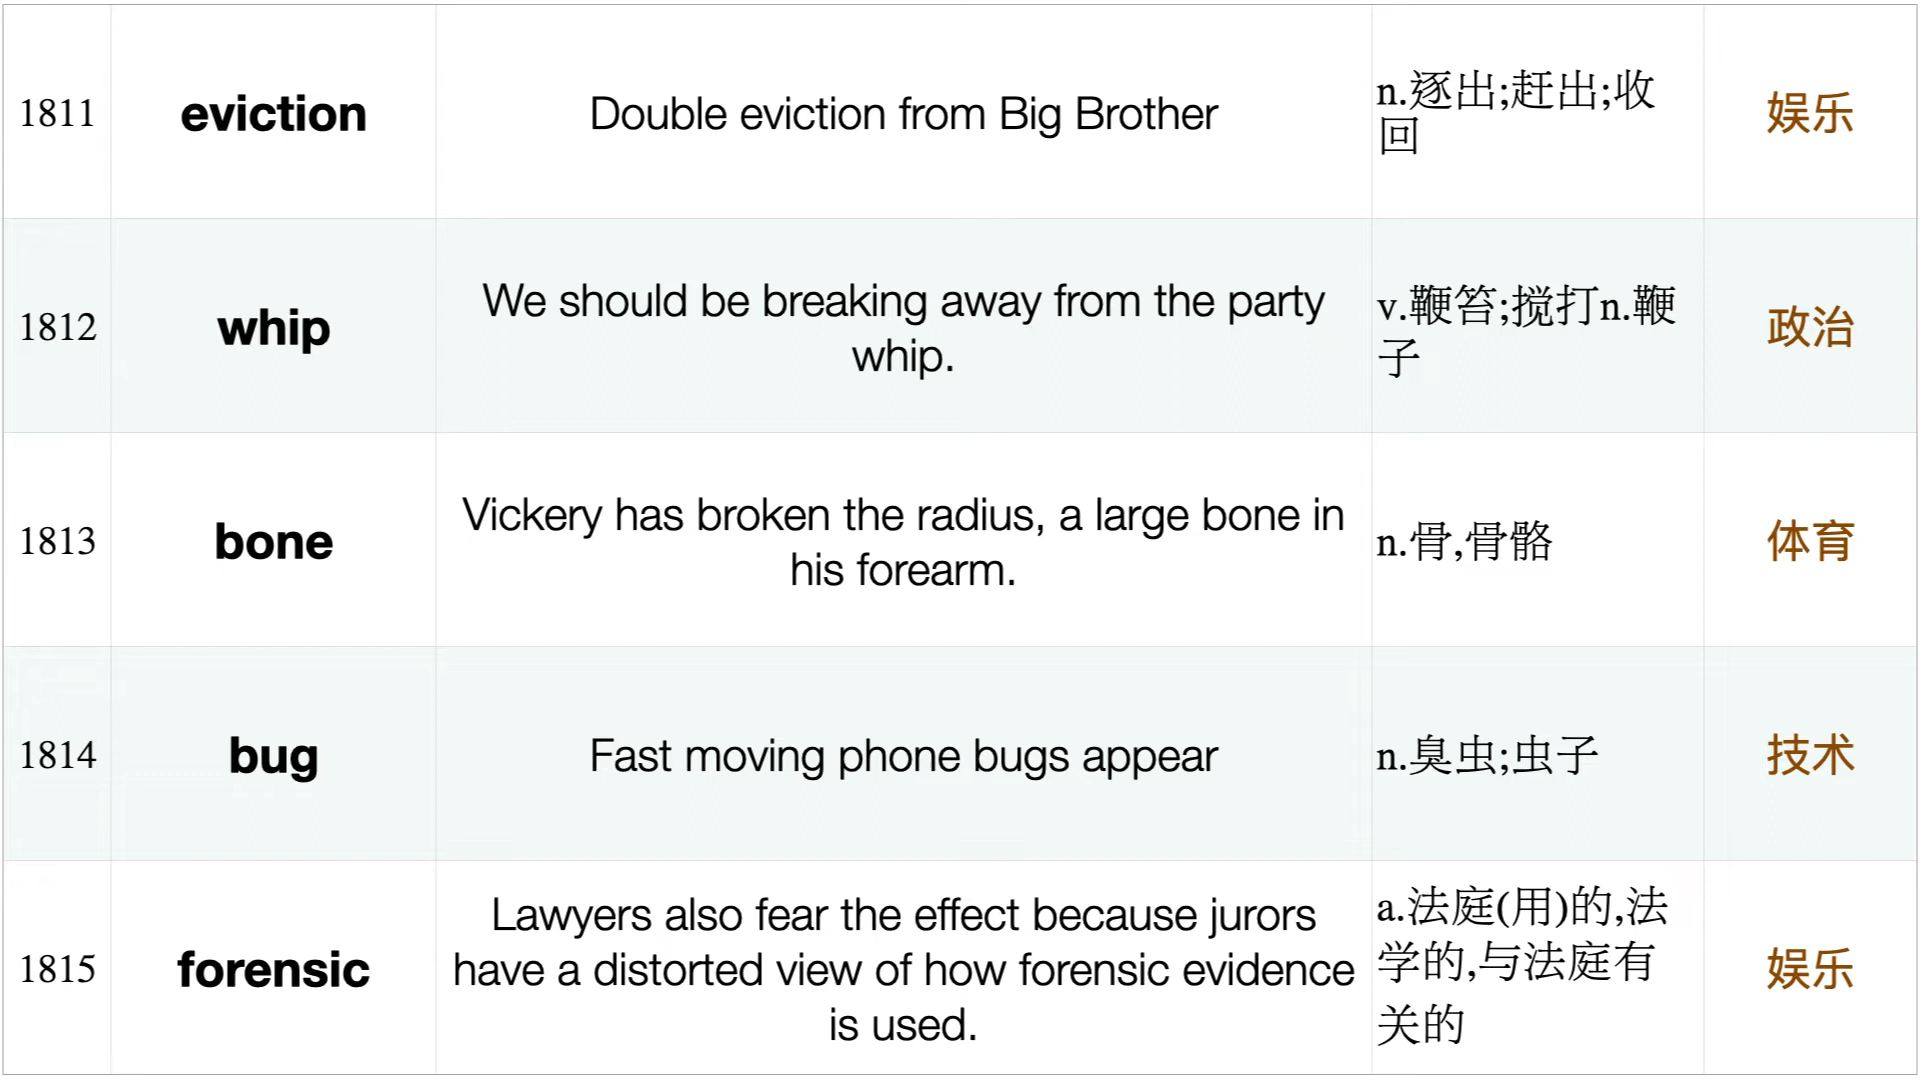 1811
eviction
Double eviction from Big Brother
n.逐出;赶出;收
回
娱乐
1812
whip
We should be breaking away from the party
whip.
v.鞭笞;搅打n.鞭
子
政治
1813
bone
Vickery has broken the radius, a large bone in
his forearm.
n.骨,骨骼
体育
1814
bug
Fast moving phone bugs appear
n.臭虫;虫子
技术
1815
forensic
Lawyers also fear the effect because jurors
have a distorted view of how forensic evidence
is used.
a.法庭(用)的,法
学的,与法庭有
关的
娱乐